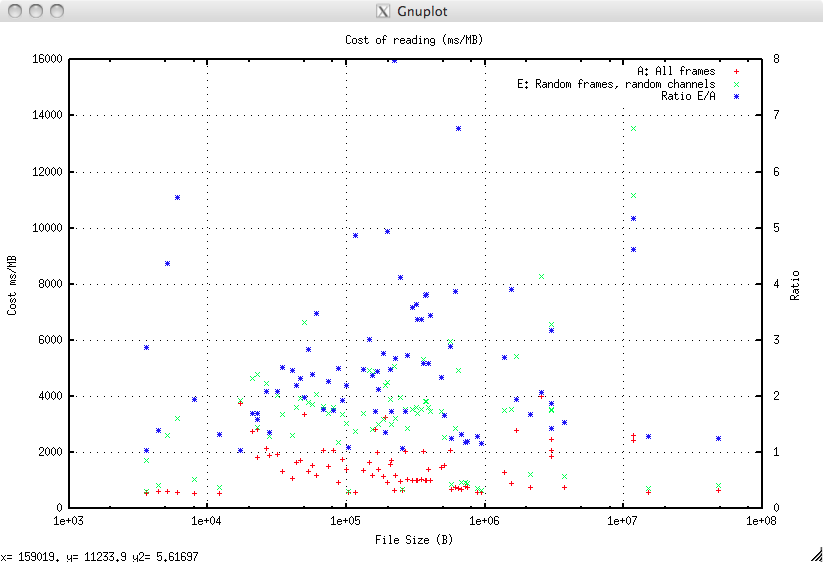 Gnuplot
Cost of reading (ms/MB)
16000
14000
12000
10000
8000
6000
4000
2000
0
8
7
6
5
4
3
2
1
0
A: All frames
E: Random frames, random channels
Ratio E/A
Cost ms/MB
Ratio
1e+03 1e+04 1e+05 1e+06 1e+07 1e+08
File Size (B)
x= 159019. y= 11233.9 y2= 5.61697